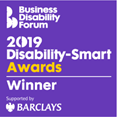 Business
Disability
Forum
2019
Disability-Smart
Awards
Winner
Supported by
BARCLAYS